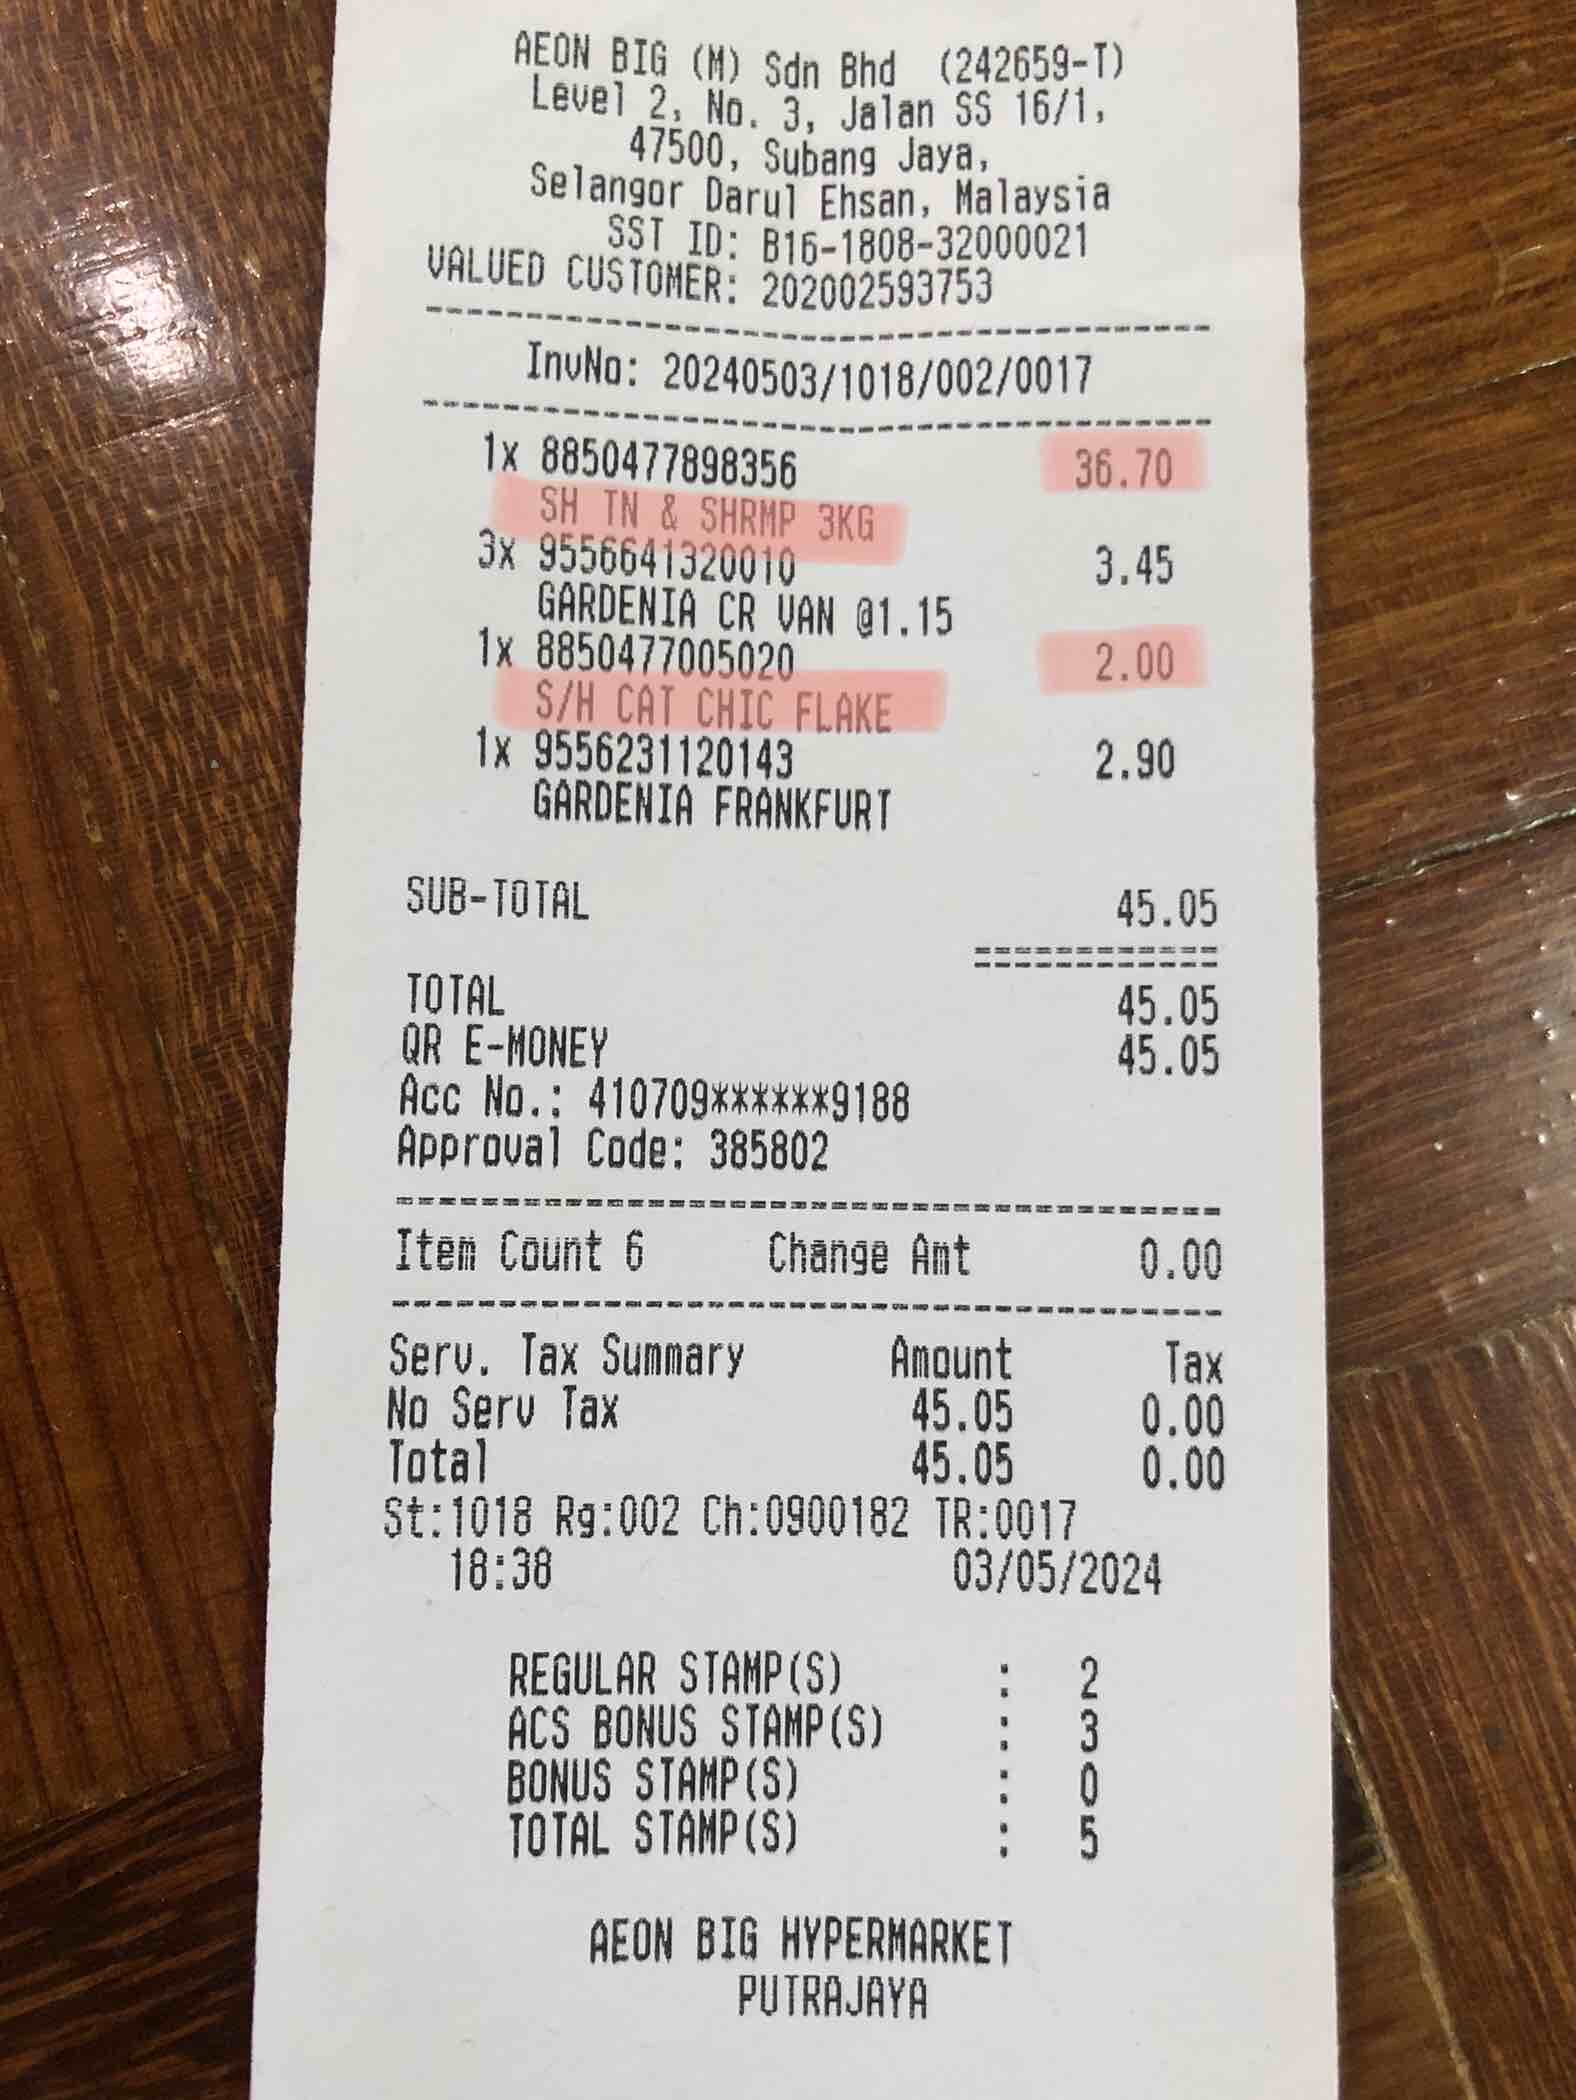 AEON BIG (M) Sdn Bhd (242659-T)
Level 2, No. 3, Jalan SS 16/1,
47500, Subang Jaya,
Selangor Darul Ehsan, Malaysia
SST ID: B16-1808-32000021
VALUED CUSTOMER: 202002593753
InvNo: 20240503/1018/002/0017
1x 8850477898356 36.70
SH TN & SHRMP 3KG
3x 9556641320010 3.45
GARDENIA CR VAN @1.15
1x 8850477005020 2.00
S/H CAT CHIC FLAKE
1x 9556231120143 2.90
GARDENIA FRANKFURT
SUB-TOTAL 45.05
============
TOTAL 45.05
QR E-MONEY 45.05
Acc No.: 410709******9188
Approval Code: 385802
Item Count 6 Change Amt 0.00
Serv. Tax Summary Amount Tax
No Serv Tax 45.05 0.00
Total 45.05 0.00
St:1018 Rg:002 Ch:0900182 TR:0017
18:38 03/05/2024
REGULAR STAMP(S) : 2
ACS BONUS STAMP(S) : 3
BONUS STAMP(S) : 0
TOTAL STAMP(S) : 5
AEON BIG HYPERMARKET
PUTRAJAYA